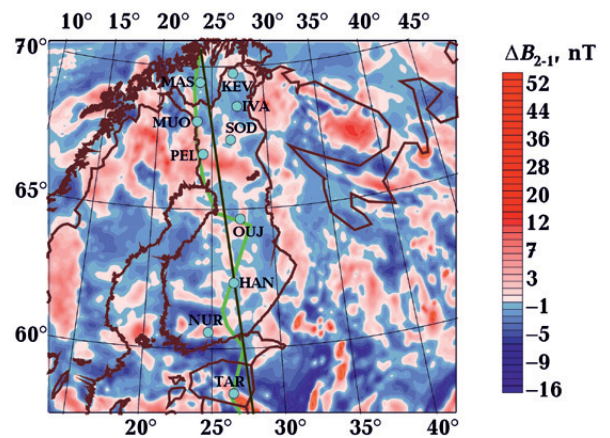 10° 15° 20° 25° 30° 35° 40° 45°
ΔB₂₋₁, nT
70°
MAS
KEV
IVA
MUO
SOD
PEL
65°
OUJ
HAN
NUR
60°
TAR
20° 25° 30° 35° 40°
52
44
36
28
20
12
7
3
−1
−5
−9
−16